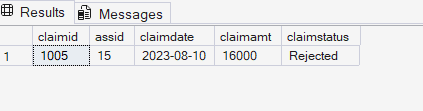 Results Messages
claimid assid claimdate claimamt claimstatus
1 1005 15 2023-08-10 16000 Rejected